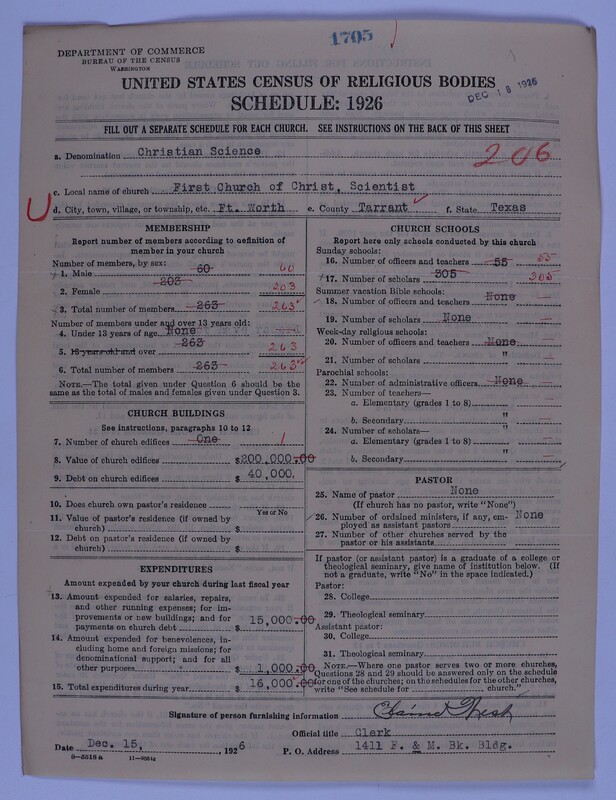 1705
DEPARTMENT OF COMMERCE
BUREAU OF THE CENSUS
WASHINGTON
UNITED STATES CENSUS OF RELIGIOUS BODIES
SCHEDULE: 1926
DEC 18 1926
FILL OUT A SEPARATE SCHEDULE FOR EACH CHURCH. SEE INSTRUCTIONS ON THE BACK OF THIS SHEET
a. Denomination Christian Science
206
c. Local name of church First Church of Christ, Scientist
d. City, town, village, or township, etc. Ft. Worth e. County Tarrant f. State Texas
MEMBERSHIP
Report number of members according to definition of
member in your church
Number of members, by sex:
1. Male 60 60
2. Female 203 203
3. Total number of members 263 263
Number of members under and over 13 years old:
4. Under 13 years of age None
5. 13 years old and over 263 263
6. Total number of members 263 263
NOTE.—The total given under Question 6 should be
same as the total of males and females given under Question 3.
CHURCH BUILDINGS
See instructions, paragraphs 10 to 12
7. Number of church edifices One 1
8. Value of church edifices $200,000.00
9. Debt on church edifices $ 40,000.
10. Does church own pastor's residence
Yes or No
11. Value of pastor's residence (if owned by
church) $
12. Debt on pastor's residence (if owned by
church) $
EXPENDITURES
Amount expended by your church during last fiscal year
13. Amount expended for salaries, repairs,
and other running expenses; for im-
provements or new buildings; and for
payments on church debt $ 15,000.00
14. Amount expended for benevolences, in-
cluding home and foreign missions; for
denominational support; and for all
other purposes $ 1,000.00
15. Total expenditures during year $ 16,000.00
CHURCH SCHOOLS
Report here only schools conducted by this church
Sunday schools:
16. Number of officers and teachers 55 55
17. Number of scholars 305 305
Summer vacation Bible schools:
18. Number of officers and teachers None —
19. Number of scholars None —
Week-day religious schools:
20. Number of officers and teachers None —
21. Number of scholars " —
Parochial schools:
22. Number of administrative officers None —
23. Number of teachers—
a. Elementary (grades 1 to 8) —
b. Secondary " —
24. Number of scholars—
a. Elementary (grades 1 to 8) —
b. Secondary " —
PASTOR
25. Name of pastor None
(If church has no pastor, write "None")
26. Number of ordained ministers, if any, em-
ployed as assistant pastors None
27. Number of other churches served by the
pastor or his assistants
If pastor (or assistant pastor) is a graduate of a college or
theological seminary, give name of institution below. (If
not a graduate, write "No" in the space indicated.)
Pastor:
28. College
29. Theological seminary
Assistant pastor:
30. College
31. Theological seminary
NOTE.—Where one pastor serves two or more churches,
Questions 28 and 29 should be answered only on the schedule
for one of the churches; on the schedules for the other churches,
write "See schedule for church."
Signature of person furnishing information
Official title Clerk
Date Dec. 15, 1926 P. O. Address 1411 F. & M. Bk. Bldg.